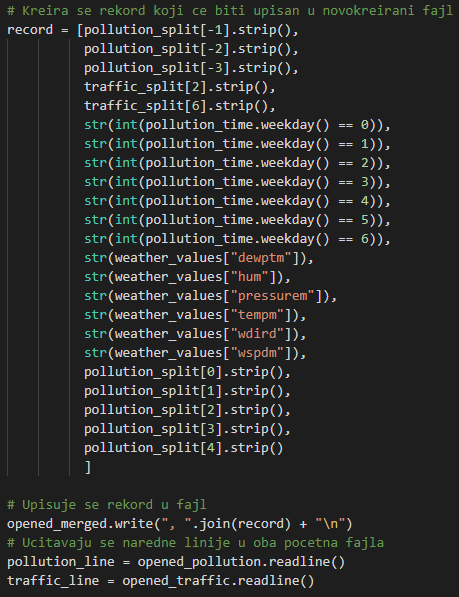 # Kreira se rekord koji ce biti upisan u novokreirani fajl
record = [pollution_split[-1].strip(),
          pollution_split[-2].strip(),
          pollution_split[-3].strip(),
          traffic_split[2].strip(),
          traffic_split[6].strip(),
          str(int(pollution_time.weekday() == 0)),
          str(int(pollution_time.weekday() == 1)),
          str(int(pollution_time.weekday() == 2)),
          str(int(pollution_time.weekday() == 3)),
          str(int(pollution_time.weekday() == 4)),
          str(int(pollution_time.weekday() == 5)),
          str(int(pollution_time.weekday() == 6)),
          str(weather_values["dewptm"]),
          str(weather_values["hum"]),
          str(weather_values["pressurem"]),
          str(weather_values["tempm"]),
          str(weather_values["wdird"]),
          str(weather_values["wspdm"]),
          pollution_split[0].strip(),
          pollution_split[1].strip(),
          pollution_split[2].strip(),
          pollution_split[3].strip(),
          pollution_split[4].strip()
          ]

# Upisuje se rekord u fajl
opened_merged.write(", ".join(record) + "\n")
# Ucitavaju se naredne linije u oba pocetna fajla
pollution_line = opened_pollution.readline()
traffic_line = opened_traffic.readline()